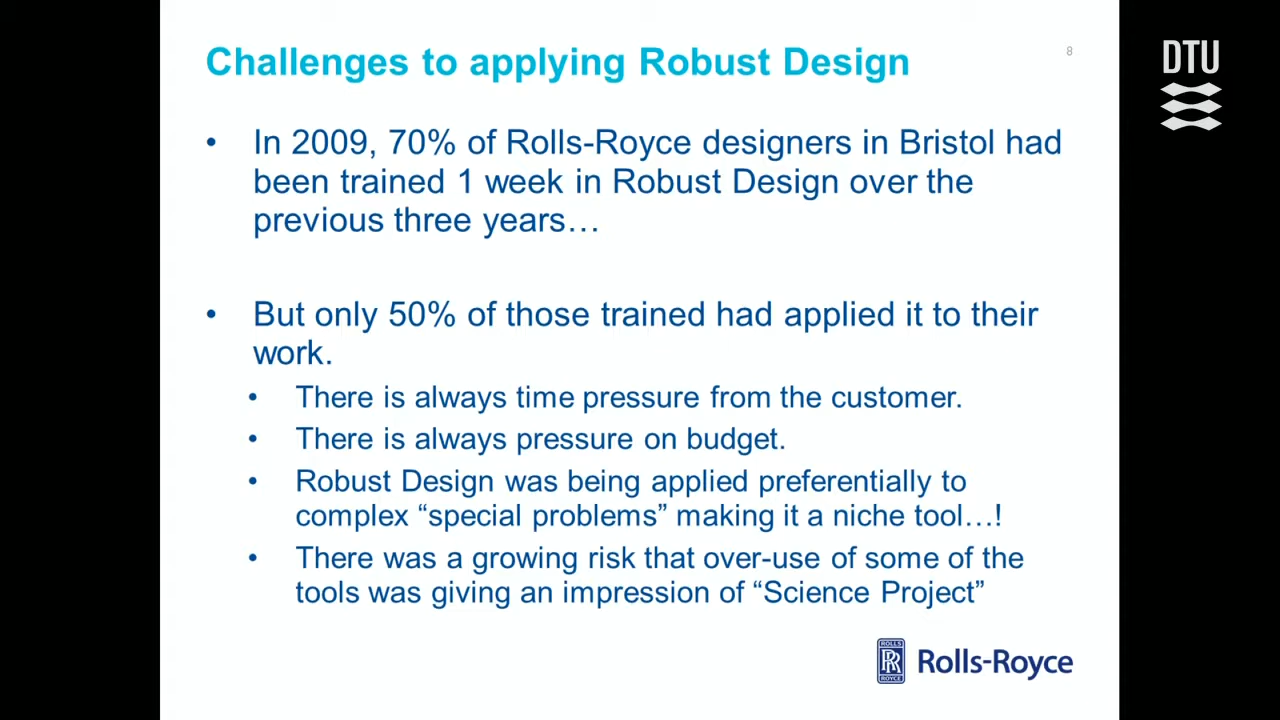 Challenges to applying Robust Design
8
DTU
• In 2009, 70% of Rolls-Royce designers in Bristol had
been trained 1 week in Robust Design over the
previous three years…
• But only 50% of those trained had applied it to their
work.
• There is always time pressure from the customer.
• There is always pressure on budget.
• Robust Design was being applied preferentially to
complex “special problems” making it a niche tool…!
• There was a growing risk that over-use of some of the
tools was giving an impression of “Science Project”
ROLLS
RR
ROYCE
Rolls-Royce